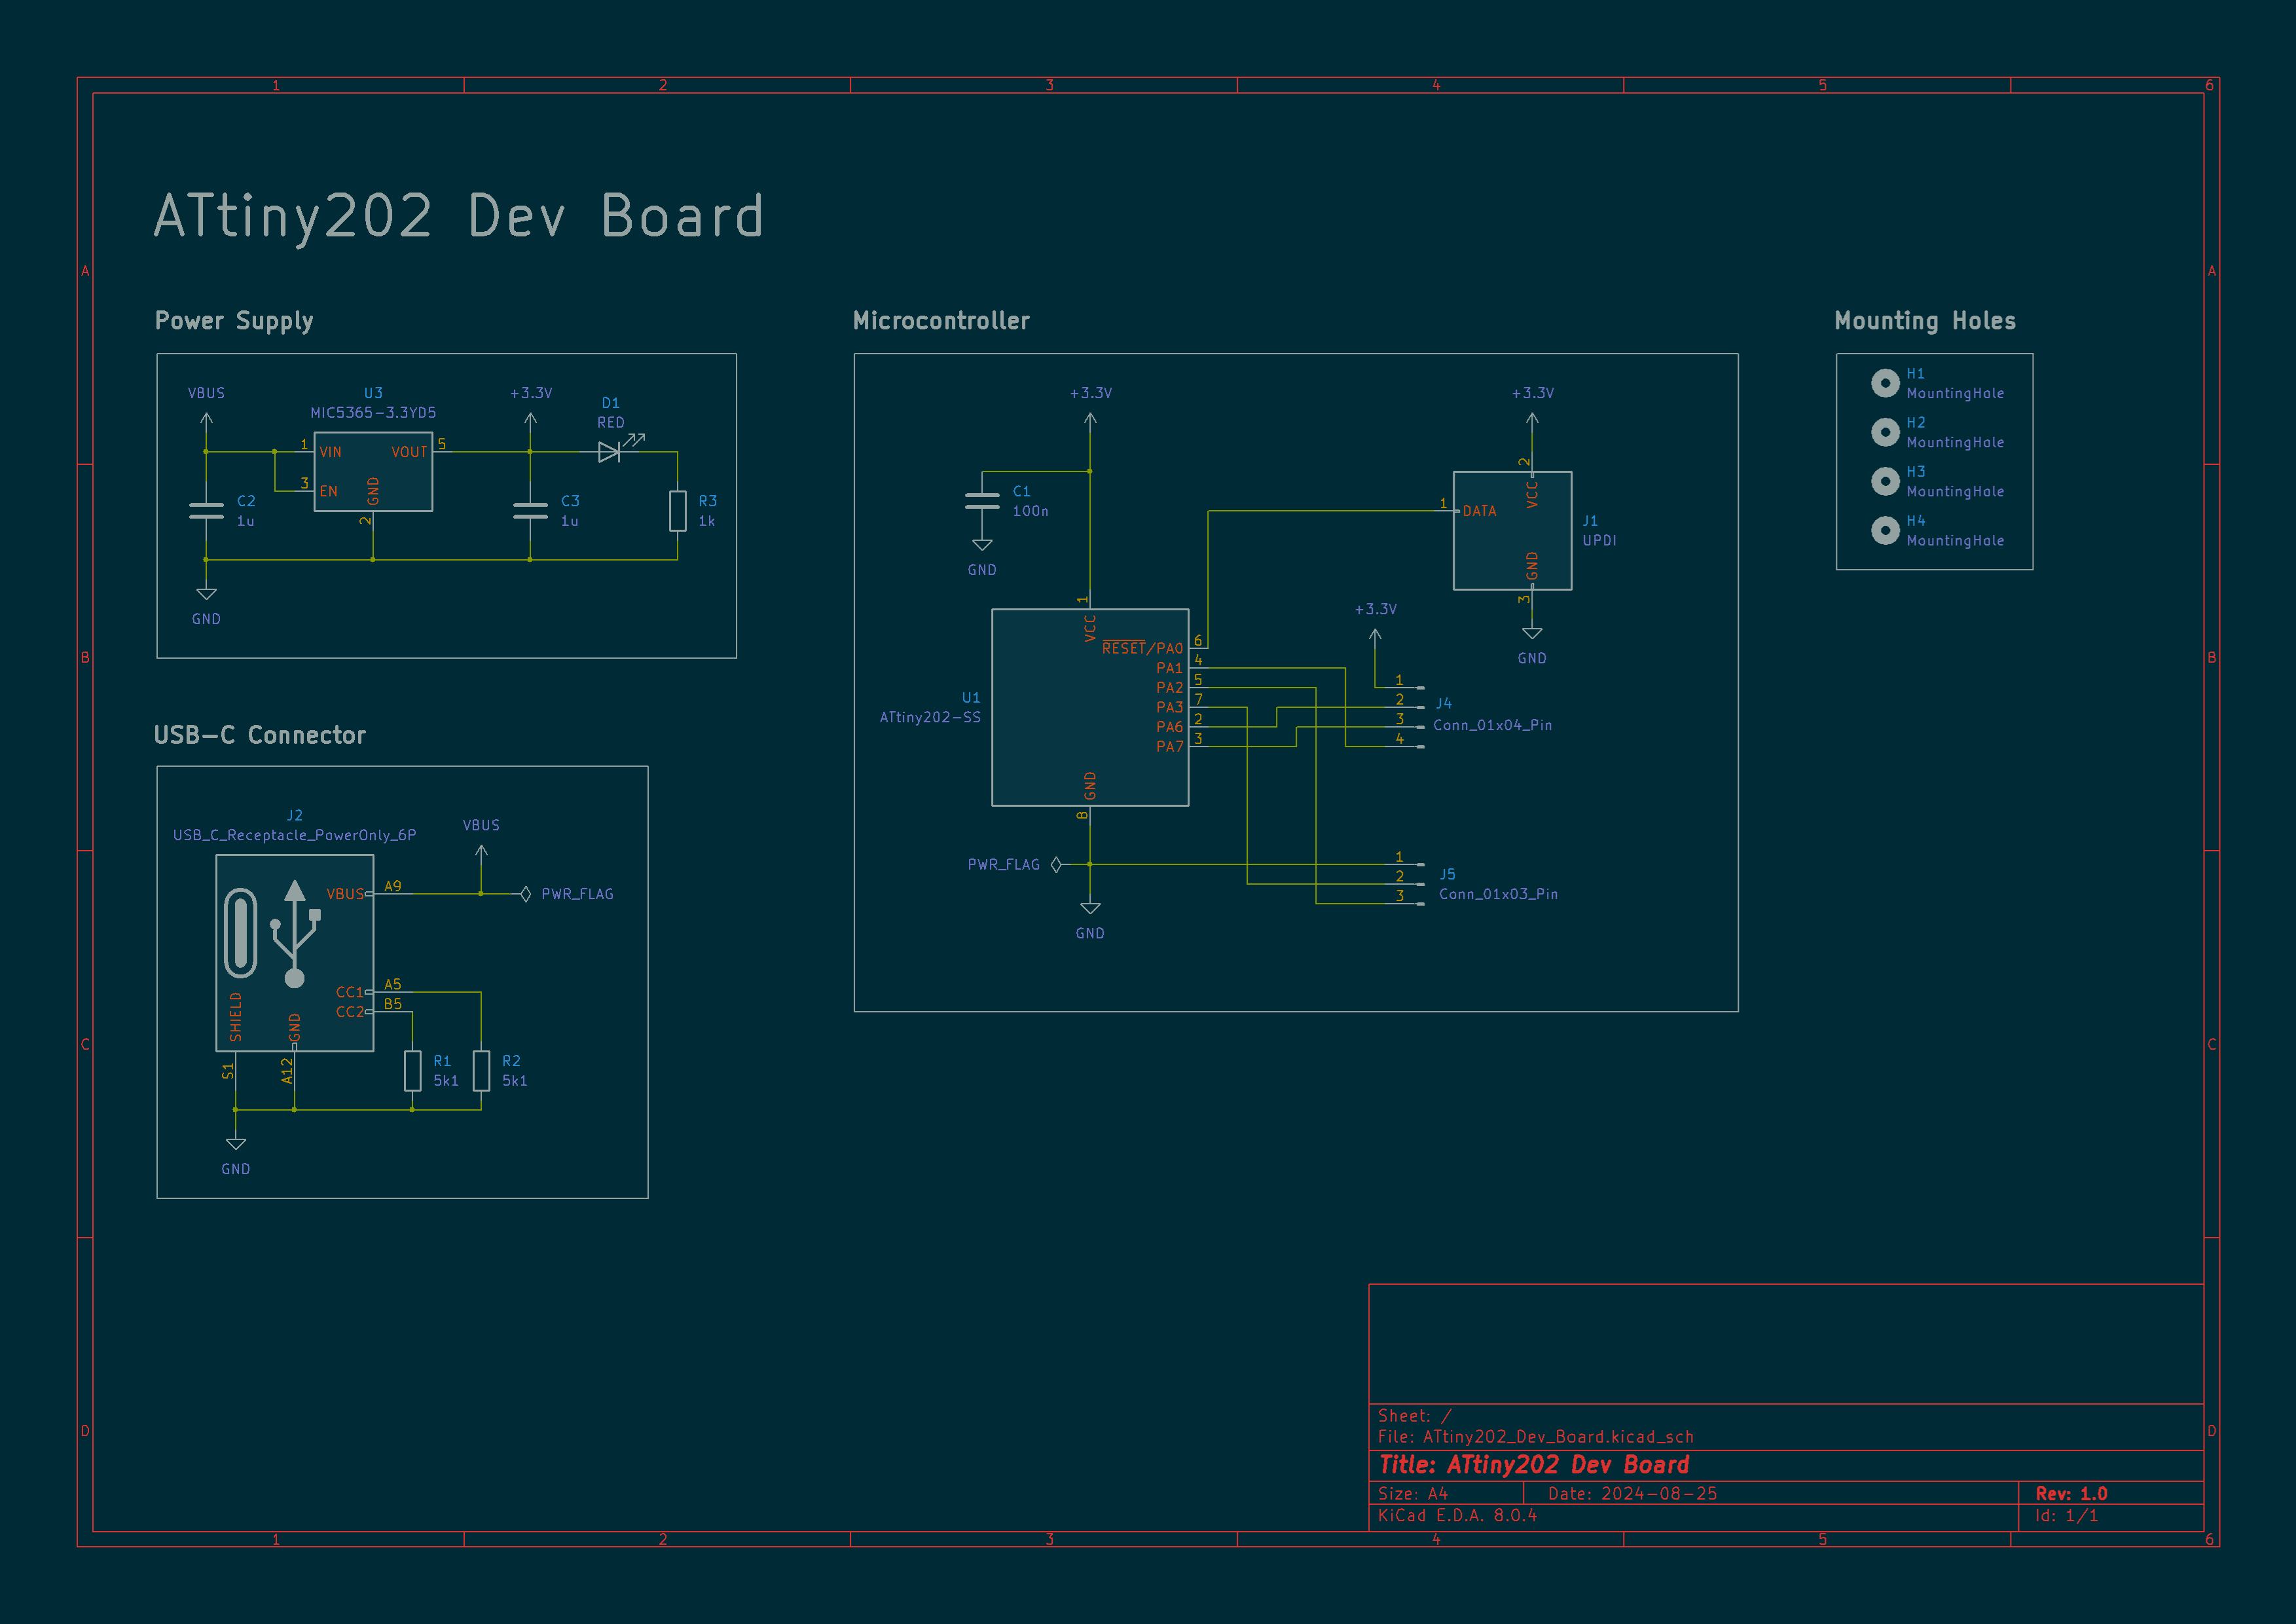 1 2 3 4 5 6
A A
B B
C C
D D
1 2 3 4 5 6
ATtiny202 Dev Board
Power Supply
VBUS
U3
MIC5365-3.3YD5
+3.3V
D1
RED
1 VIN
VOUT 5
3 EN
GND
2
C2
1u
C3
1u
R3
1k
GND
USB-C Connector
J2
USB_C_Receptacle_PowerOnly_6P
VBUS
VBUS A9
PWR_FLAG
CC1 A5
CC2 B5
SHIELD
GND
S1
A12
R1
5k1
R2
5k1
GND
Microcontroller
+3.3V
C1
100n
GND
1
VCC
U1
ATtiny202-SS
RESET/PA0 6
PA1 4
PA2 5
PA3 7
PA6 2
PA7 3
GND
8
PWR_FLAG
GND
+3.3V
2
VCC
1 DATA
J1
UPDI
GND
3
GND
+3.3V
1
2
3
4
J4
Conn_01x04_Pin
1
2
3
J5
Conn_01x03_Pin
Mounting Holes
H1
MountingHole
H2
MountingHole
H3
MountingHole
H4
MountingHole
Sheet: /
File: ATtiny202_Dev_Board.kicad_sch
Title: ATtiny202 Dev Board
Size: A4 Date: 2024-08-25 Rev: 1.0
KiCad E.D.A. 8.0.4 Id: 1/1